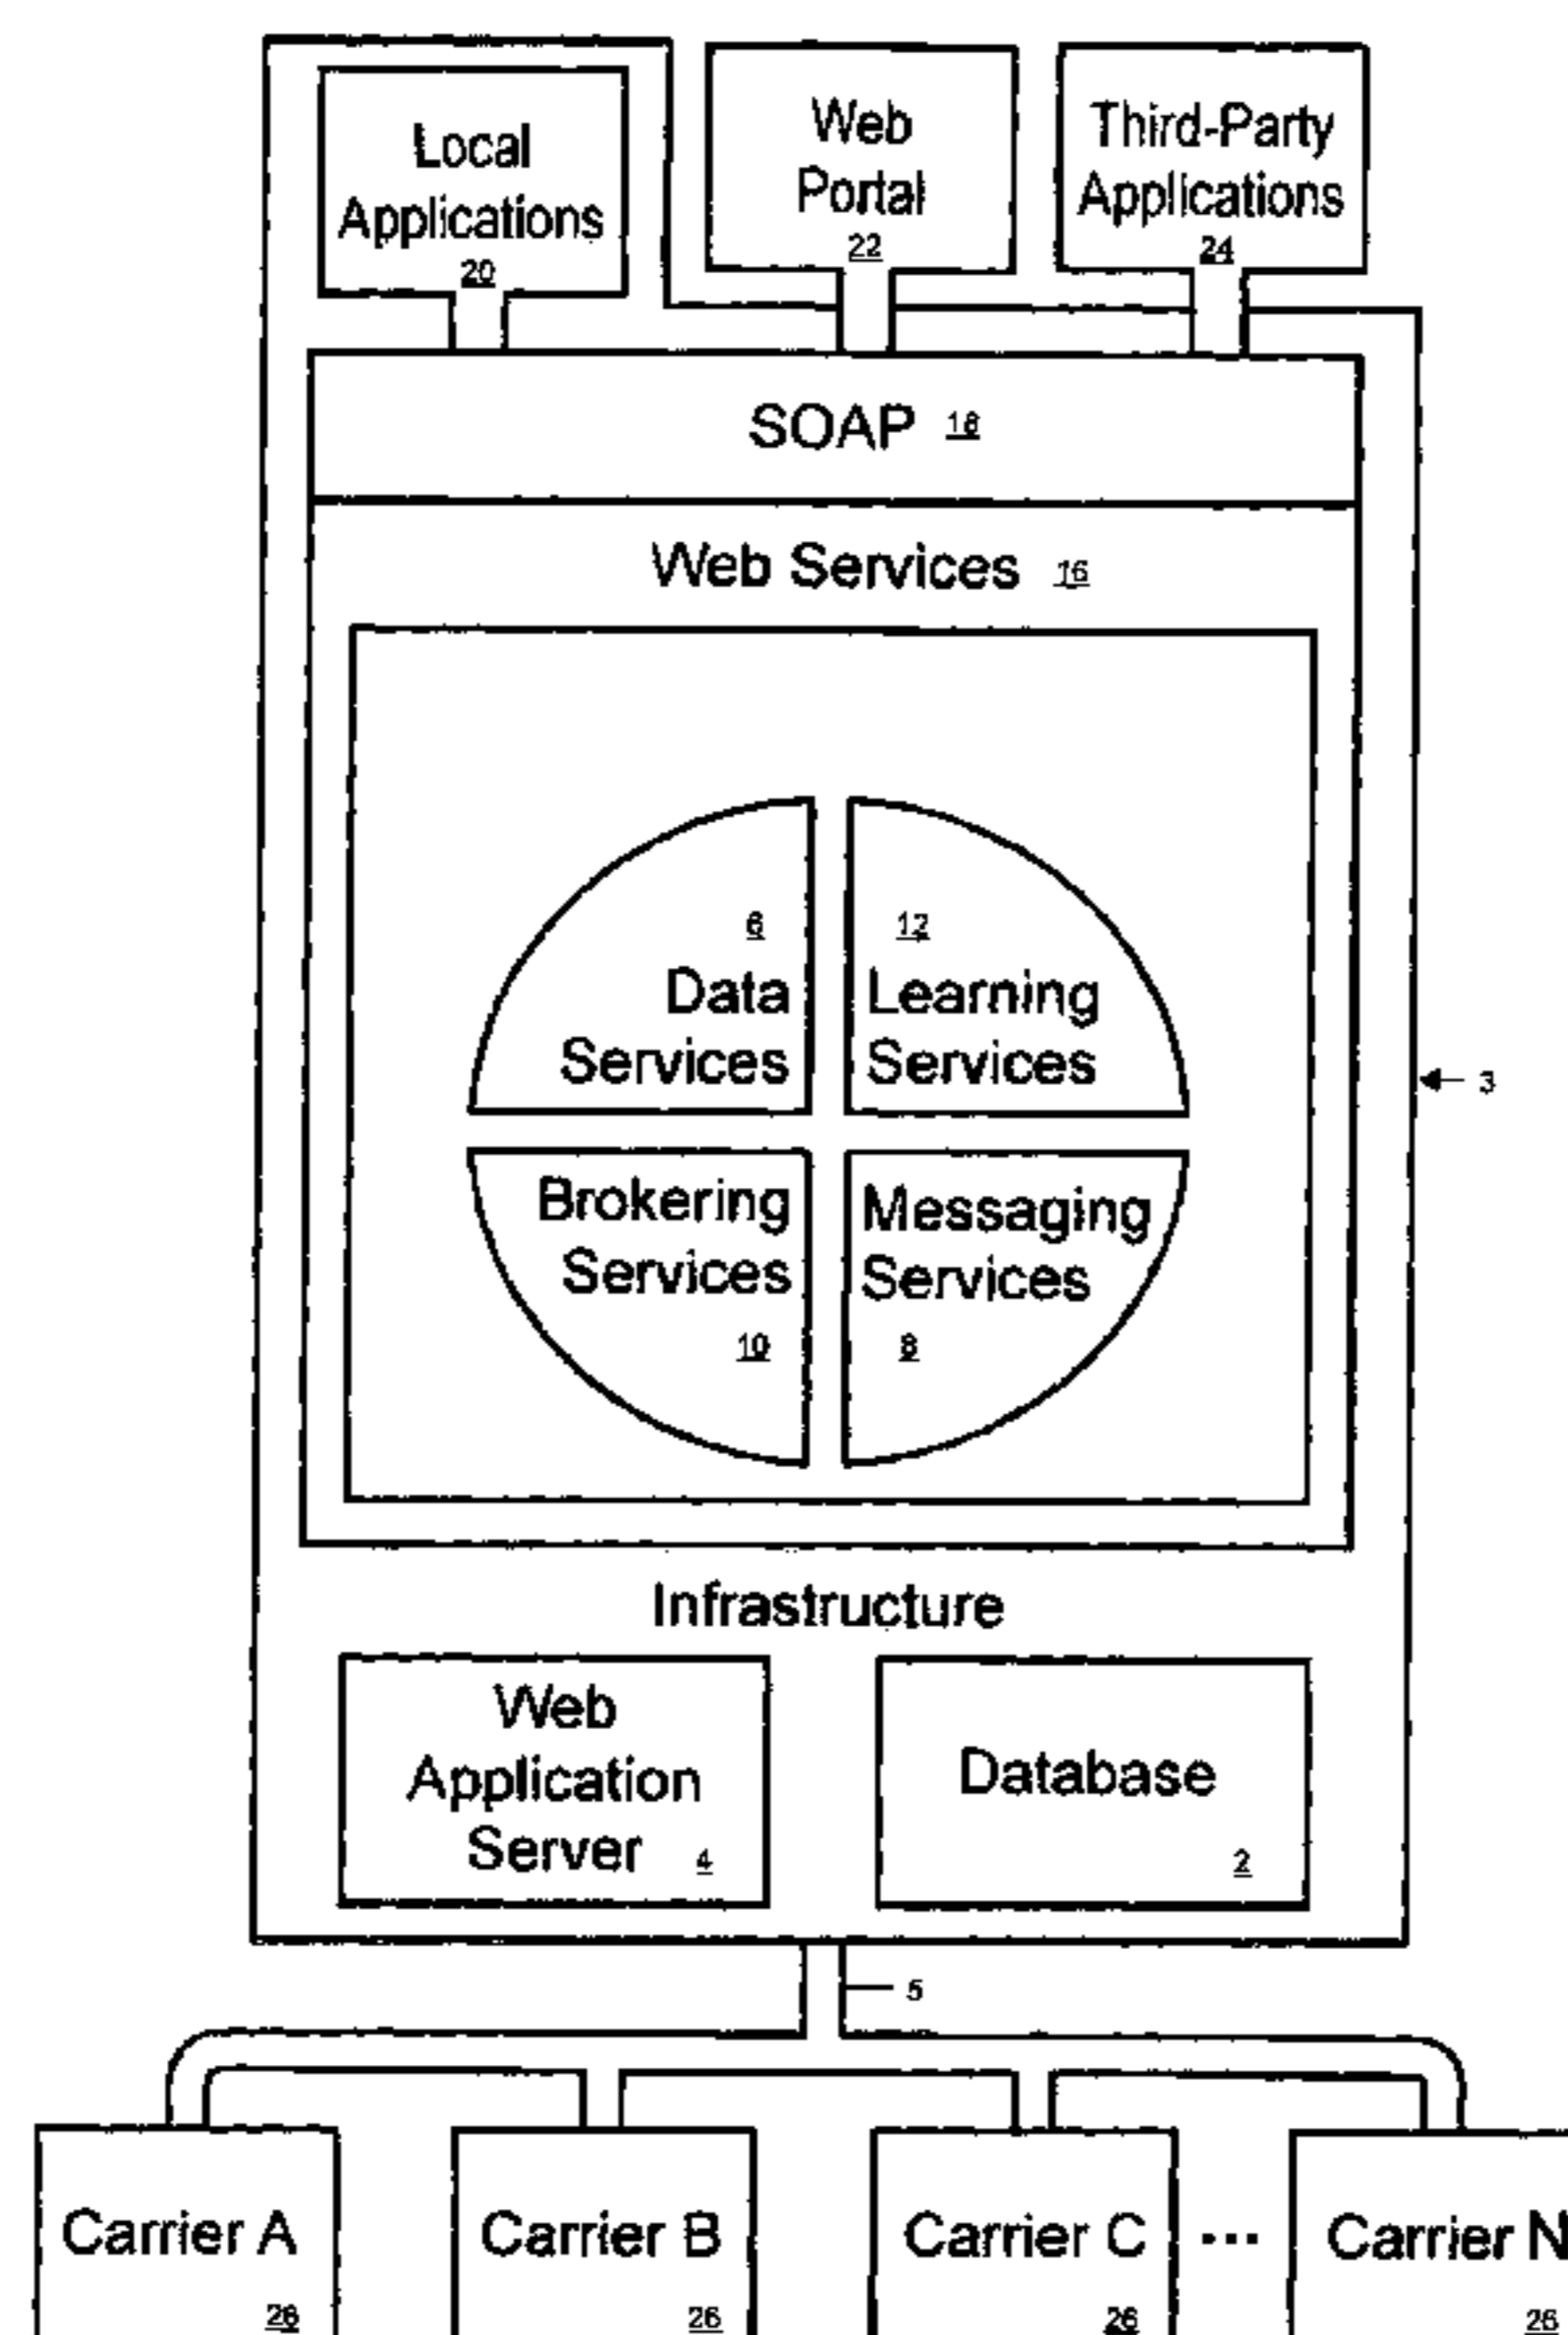 Local
Applications
20
Web
Portal
22
Third-Party
Applications
24
SOAP 18
Web Services 16
6
Data
Services
12
Learning
Services
Brokering
Services
10
Messaging
Services
8
3
Infrastructure
Web
Application
Server 4
Database
2
5
Carrier A
26
Carrier B
26
Carrier C
26
...
Carrier N
26